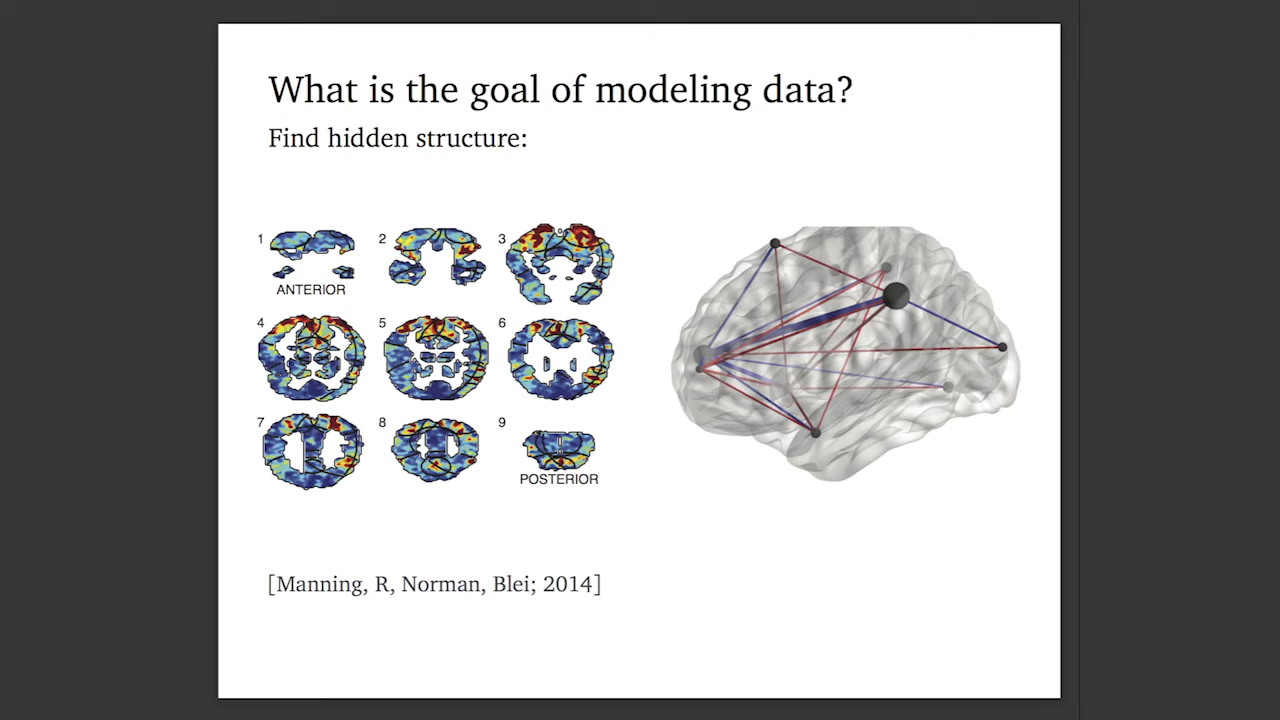 What is the goal of modeling data?
Find hidden structure:
1
2
3
ANTERIOR
4
5
6
7
8
9
POSTERIOR
[Manning, R, Norman, Blei; 2014]